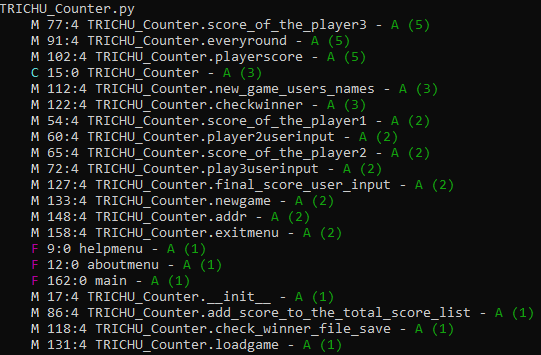 TRICHU_Counter.py
M 77:4 TRICHU_Counter.score_of_the_player3 - A (5)
M 91:4 TRICHU_Counter.everyround - A (5)
M 102:4 TRICHU_Counter.playerscore - A (5)
C 15:0 TRICHU_Counter - A (3)
M 112:4 TRICHU_Counter.new_game_users_names - A (3)
M 122:4 TRICHU_Counter.checkwinner - A (3)
M 54:4 TRICHU_Counter.score_of_the_player1 - A (2)
M 60:4 TRICHU_Counter.player2userinput - A (2)
M 65:4 TRICHU_Counter.score_of_the_player2 - A (2)
M 72:4 TRICHU_Counter.play3userinput - A (2)
M 127:4 TRICHU_Counter.final_score_user_input - A (2)
M 133:4 TRICHU_Counter.newgame - A (2)
M 148:4 TRICHU_Counter.addr - A (2)
M 158:4 TRICHU_Counter.exitmenu - A (2)
F 9:0 helpmenu - A (1)
F 12:0 aboutmenu - A (1)
F 162:0 main - A (1)
M 17:4 TRICHU_Counter.__init__ - A (1)
M 86:4 TRICHU_Counter.add_score_to_the_total_score_list - A (1)
M 118:4 TRICHU_Counter.check_winner_file_save - A (1)
M 131:4 TRICHU_Counter.loadgame - A (1)